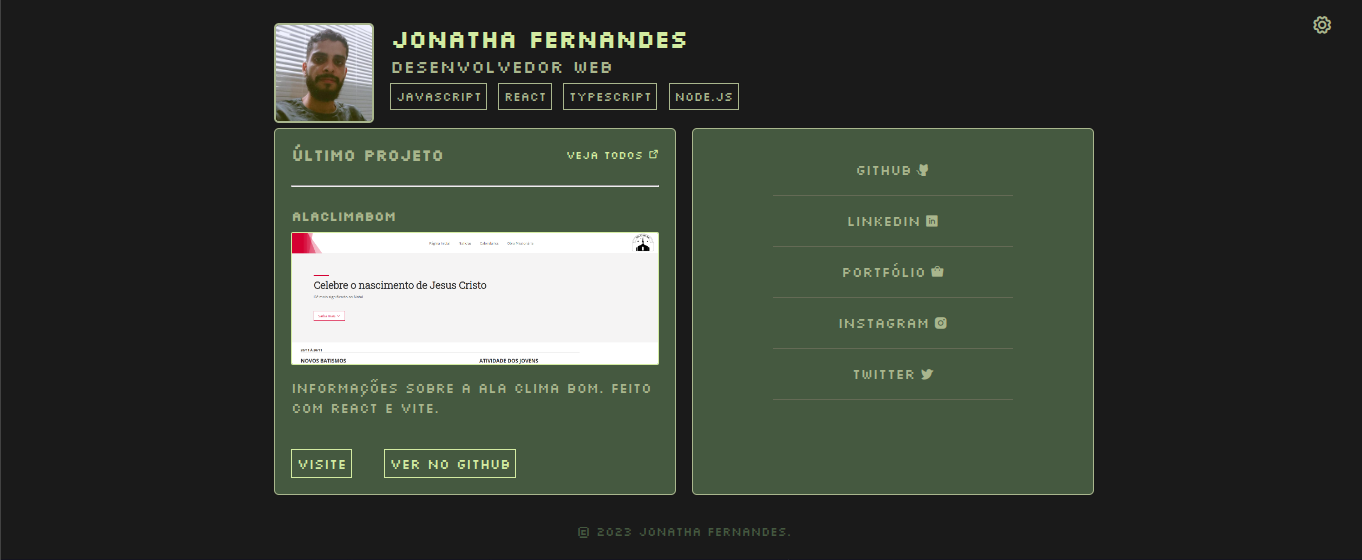 JONATHA FERNANDES
DESENVOLVEDOR WEB
JAVASCRIPT REACT TYPESCRIPT NODE.JS
ÚLTIMO PROJETO
VEJA TODOS
ALACLIMABOM
Celebre o nascimento de Jesus Cristo
NOVOS BATISMOS
ATIVIDADE DOS JOVENS
INFORMAÇÕES SOBRE A ALA CLIMA BOM. FEITO
COM REACT E VITE.
VISITE
VER NO GITHUB
GITHUB
LINKEDIN
PORTFÓLIO
INSTAGRAM
TWITTER
© 2023 JONATHA FERNANDES.